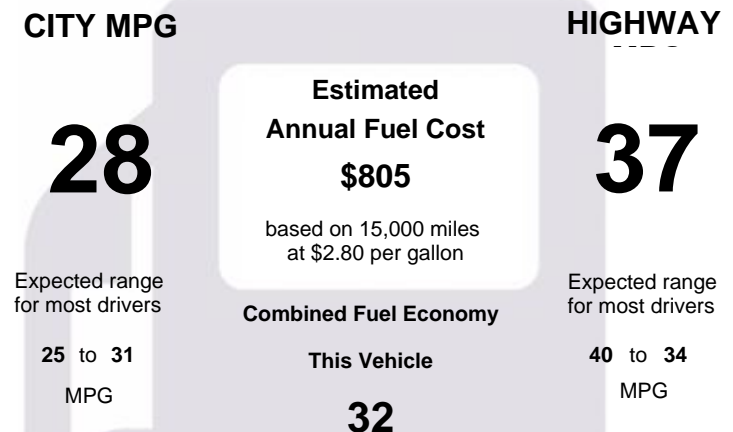 CITY MPG
28
Expected range
for most drivers
25 to 31
MPG
Estimated
Annual Fuel Cost
$805
based on 15,000 miles
at $2.80 per gallon
Combined Fuel Economy
This Vehicle
32
HIGHWAY
37
Expected range
for most drivers
40 to 34
MPG